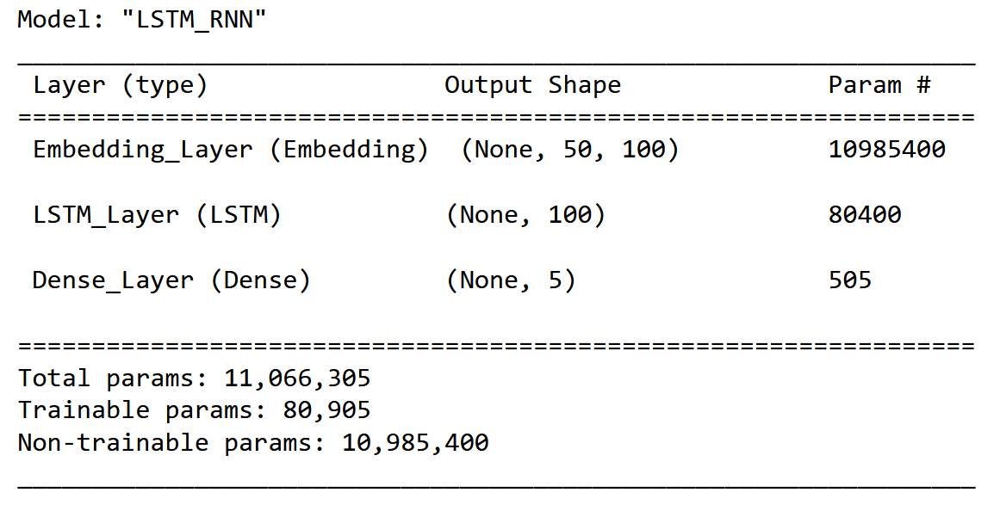 Model: "LSTM_RNN"
_________________________________________________________________
Layer (type) Output Shape Param #
=================================================================
Embedding_Layer (Embedding) (None, 50, 100) 10985400
LSTM_Layer (LSTM) (None, 100) 80400
Dense_Layer (Dense) (None, 5) 505
=================================================================
Total params: 11,066,305
Trainable params: 80,905
Non-trainable params: 10,985,400
_________________________________________________________________